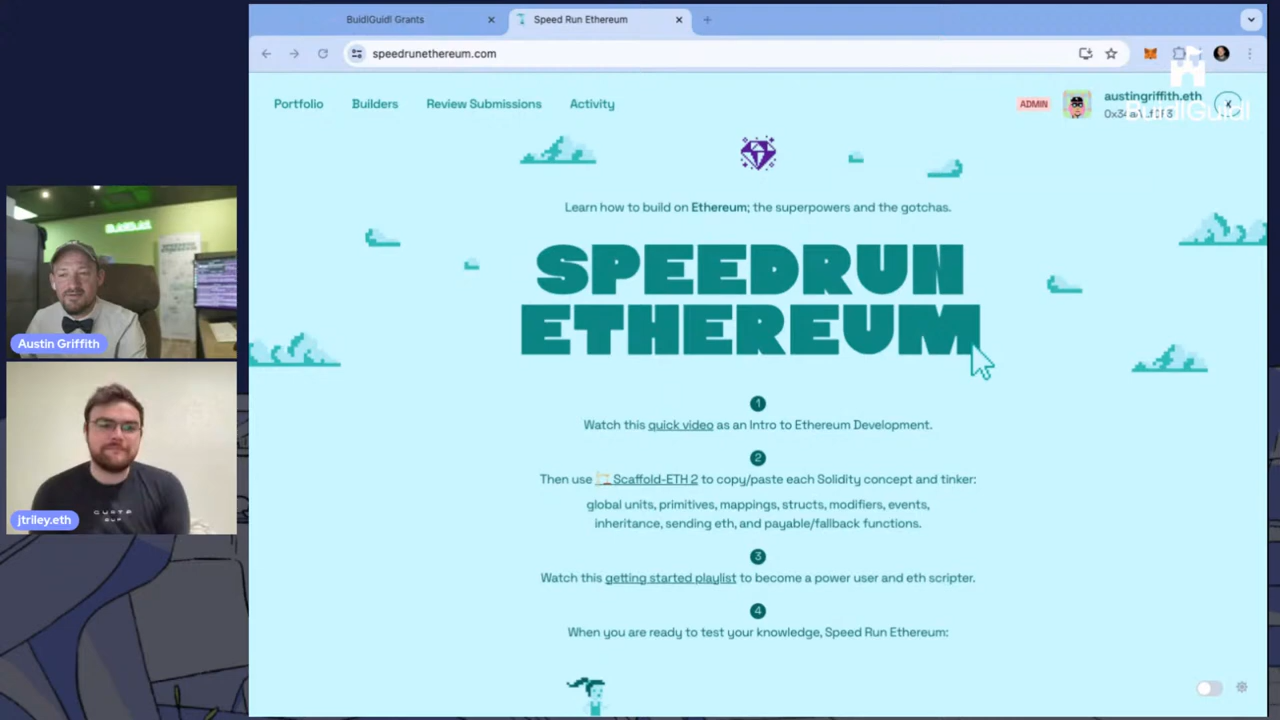 BuidlGuidl Grants
Speed Run Ethereum
speedrunethereum.com
Portfolio
Builders
Review Submissions
Activity
ADMIN
austingriffith.eth
BuidlGuidl
Learn how to build on Ethereum; the superpowers and the gotchas.
SPEEDRUN
ETHEREUM
1
Watch this quick video as an Intro to Ethereum Development.
2
Then use Scaffold-ETH 2 to copy/paste each Solidity concept and tinker:
global units, primitives, mappings, structs, modifiers, events,
inheritance, sending eth, and payable/fallback functions.
3
Watch this getting started playlist to become a power user and eth scripter.
4
When you are ready to test your knowledge, Speed Run Ethereum:
Austin Griffith
jtriley.eth